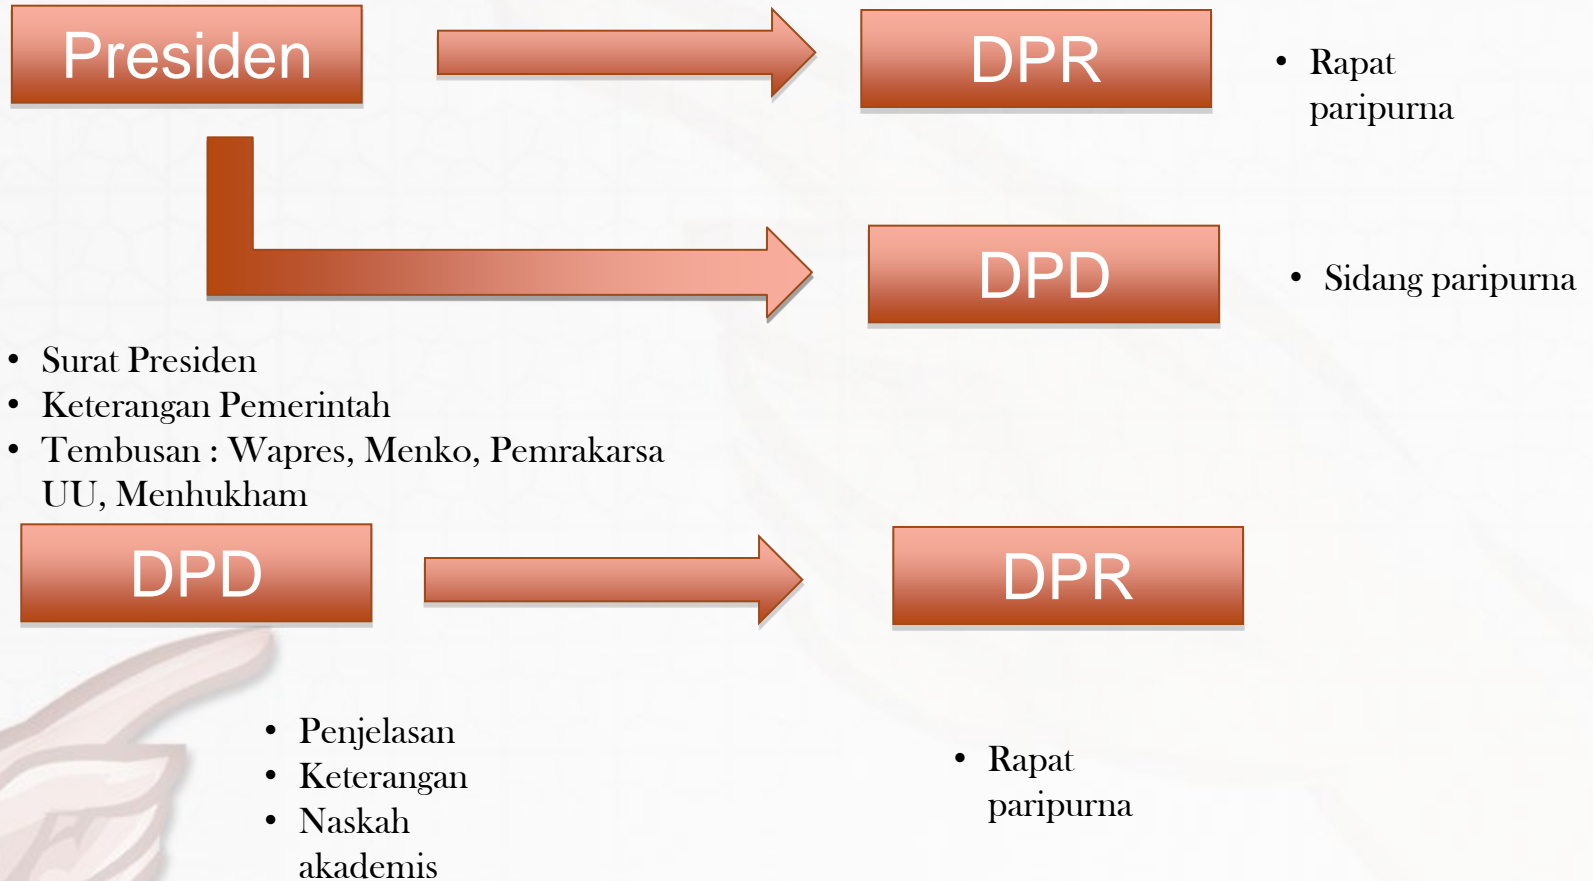 Presiden
DPR
• Rapat
paripurna
DPD
• Sidang paripurna
• Surat Presiden
• Keterangan Pemerintah
• Tembusan : Wapres, Menko, Pemrakarsa
UU, Menhukham
DPD
DPR
• Penjelasan
• Keterangan
• Naskah
akademis
• Rapat
paripurna